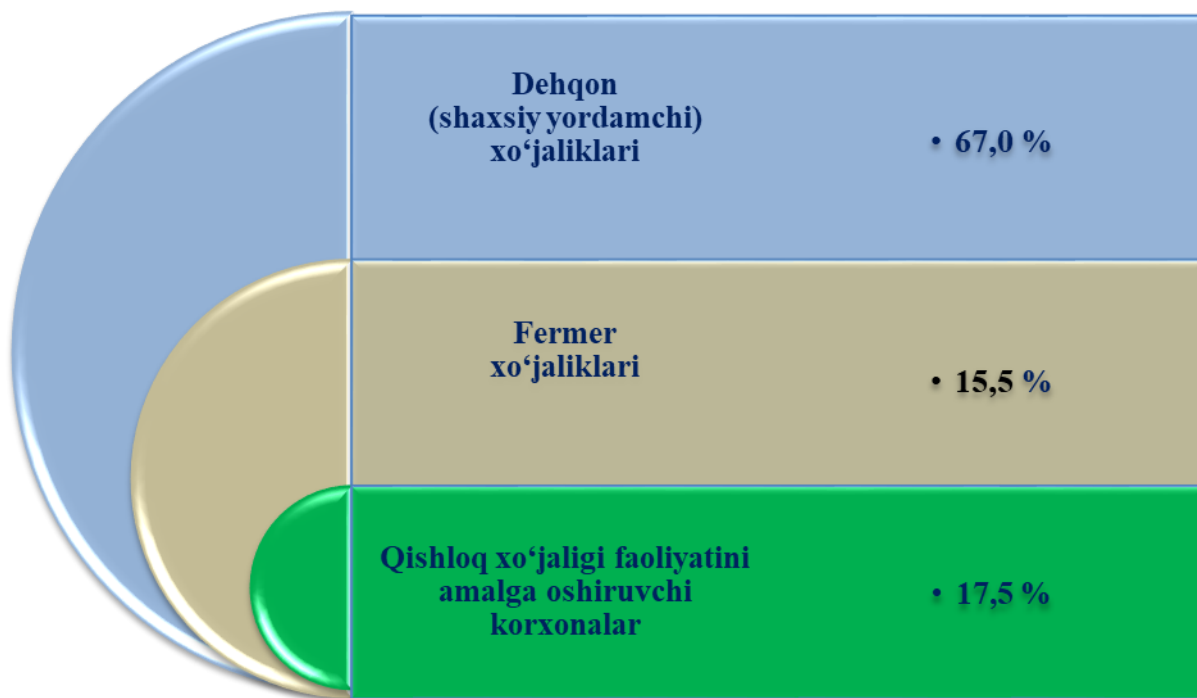 Dehqon
(shaxsiy yordamchi)
xo‘jaliklari
• 67,0 %
Fermer
xo‘jaliklari
• 15,5 %
Qishloq xo‘jaligi faoliyatini
amalga oshiruvchi
korxonalar
• 17,5 %